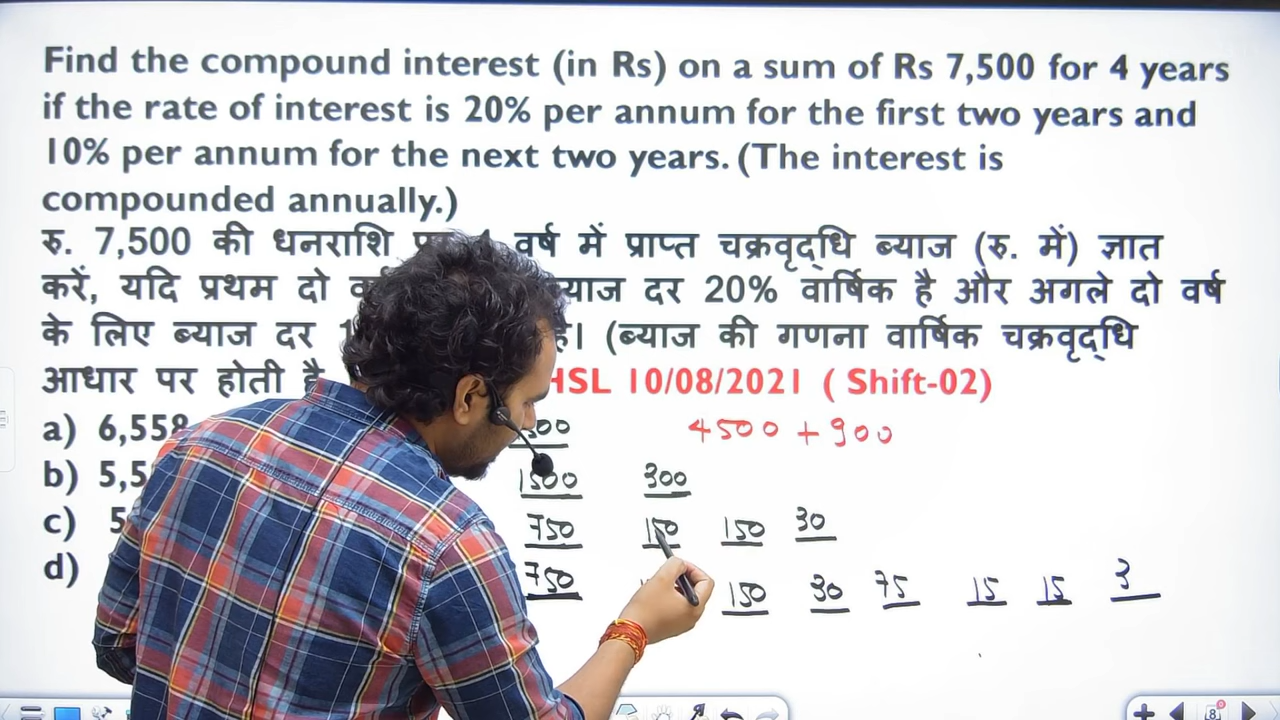 Find the compound interest (in Rs) on a sum of Rs 7,500 for 4 years
if the rate of interest is 20% per annum for the first two years and
10% per annum for the next two years. (The interest is
compounded annually.)
रु. 7,500 की धनराशि वर्ष में प्राप्त चक्रवृद्धि ब्याज (रु. में) ज्ञात
करें, यदि प्रथम दो ब्याज दर 20% वार्षिक है और अगले दो वर्ष
के लिए ब्याज दर है। (ब्याज की गणना वार्षिक चक्रवृद्धि
आधार पर होती है HSL 10/08/2021 ( Shift-02)
a) 6,558 4500 + 900
b) 5,5 1500 300
c) 5 750 150 150 30
d) 750 150 30 75 15 15 3
8